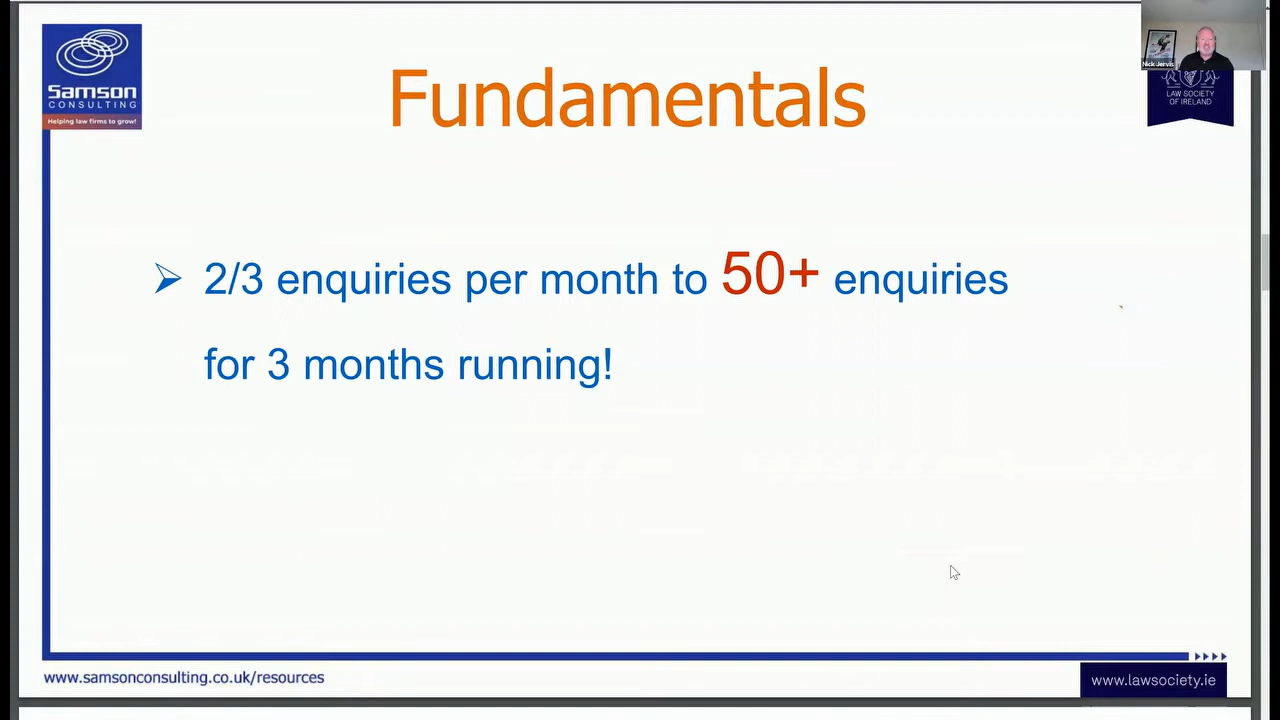 Samson
CONSULTING
Helping law firms to grow!
Fundamentals
Nick Jervis
LAW SOCIETY
OF IRELAND
➢ 2/3 enquiries per month to 50+ enquiries
for 3 months running!
www.samsonconsulting.co.uk/resources
www.lawsociety.ie